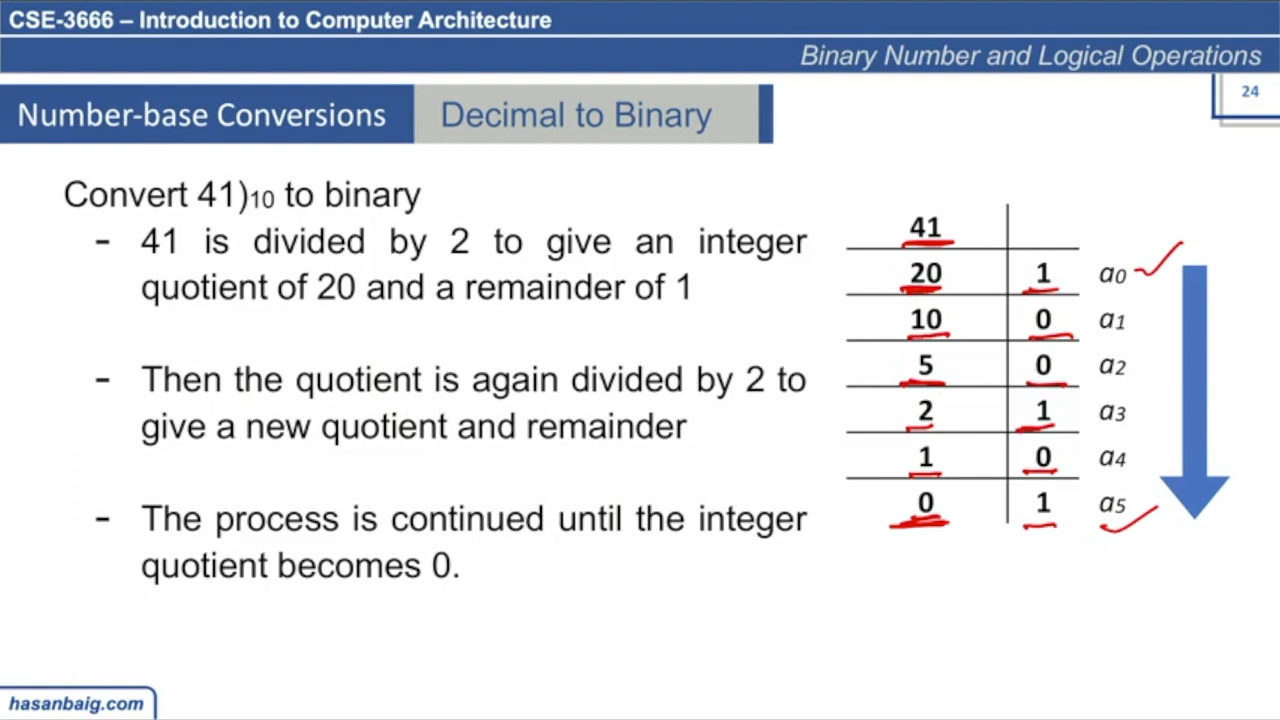 CSE-3666 – Introduction to Computer Architecture
Binary Number and Logical Operations
24
Number-base Conversions
Decimal to Binary
Convert 41)10 to binary
- 41 is divided by 2 to give an integer
quotient of 20 and a remainder of 1
- Then the quotient is again divided by 2 to
give a new quotient and remainder
- The process is continued until the integer
quotient becomes 0.
41
20 1 a0
10 0 a1
5 0 a2
2 1 a3
1 0 a4
0 1 a5
hasanbaig.com